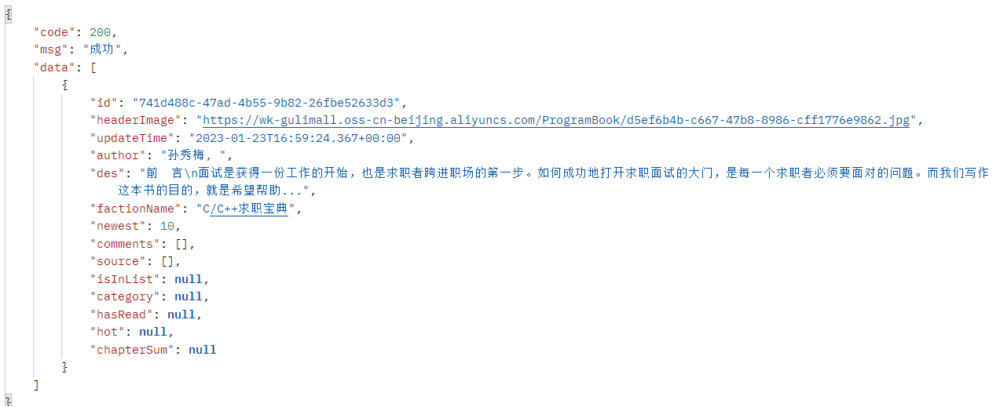 {
"code": 200,
"msg": "成功",
"data": [
{
"id": "741d488c-47ad-4b55-9b82-26fbe52633d3",
"headerImage": "https://wk-gulimall.oss-cn-beijing.aliyuncs.com/ProgramBook/d5ef6b4b-c667-47b8-8986-cff1776e9862.jpg",
"updateTime": "2023-01-23T16:59:24.367+00:00",
"author": "孙秀梅, ",
"des": "前　言\n面试是获得一份工作的开始，也是求职者跨进职场的第一步。如何成功地打开求职面试的大门，是每一个求职者必须要面对的问题。而我们写作
这本书的目的，就是希望帮助...",
"factionName": "C/C++求职宝典",
"newest": 10,
"comments": [],
"source": [],
"isInList": null,
"category": null,
"hasRead": null,
"hot": null,
"chapterSum": null
}
]
}